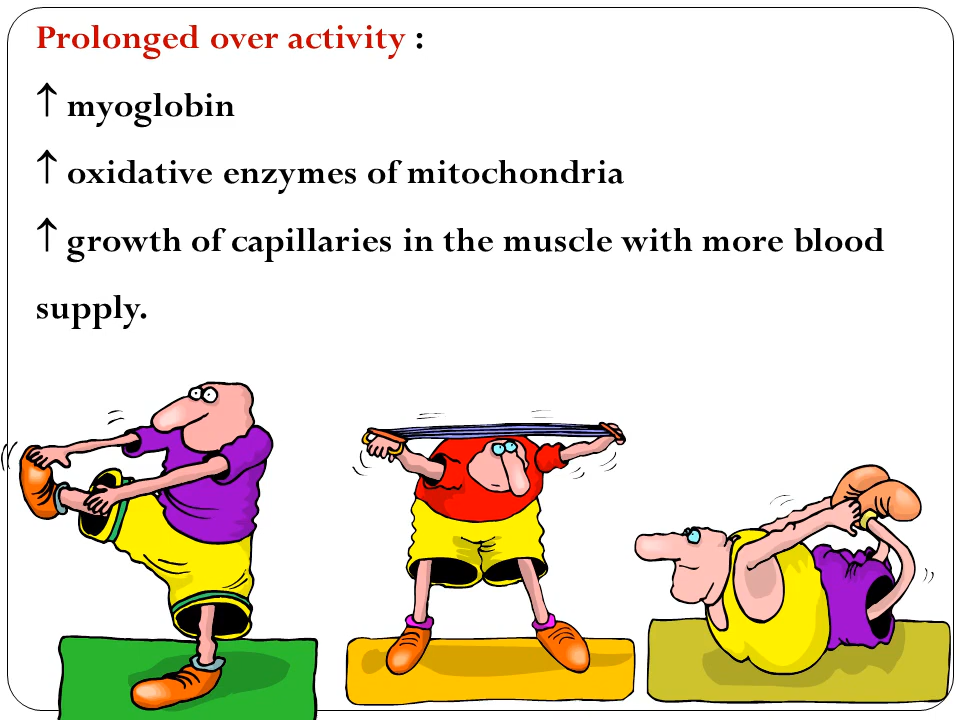 Prolonged over activity :
↑ myoglobin
↑ oxidative enzymes of mitochondria
↑ growth of capillaries in the muscle with more blood
supply.